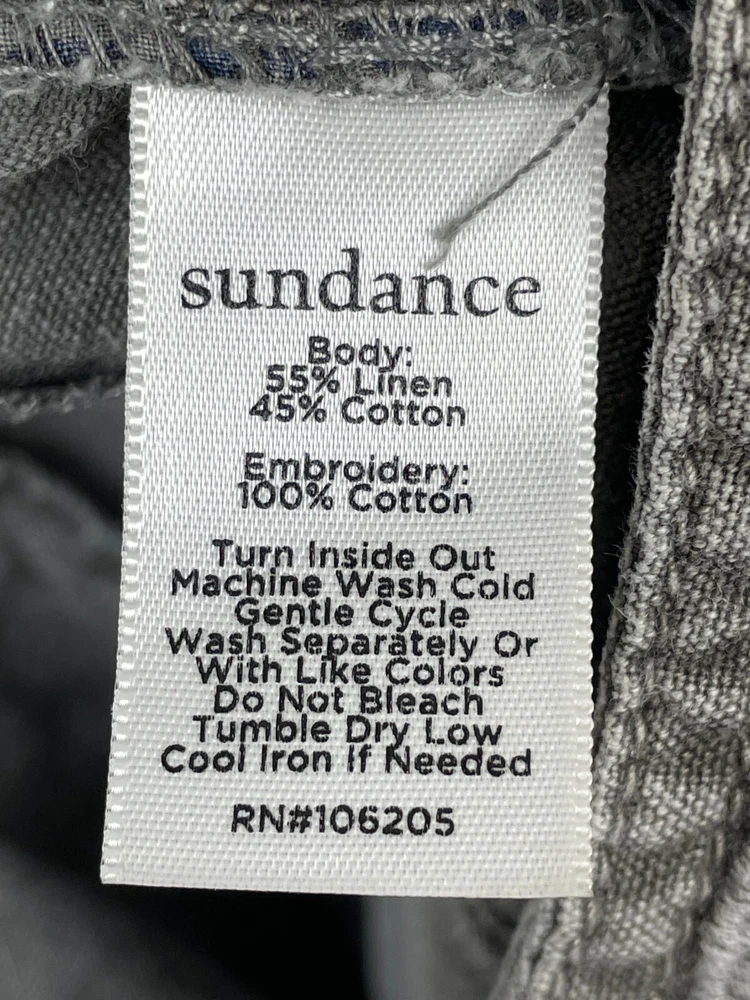 sundance
Body:
55% Linen
45% Cotton
Embroidery:
100% Cotton
Turn Inside Out
Machine Wash Cold
Gentle Cycle
Wash Separately Or
With Like Colors
Do Not Bleach
Tumble Dry Low
Cool Iron If Needed
RN#106205